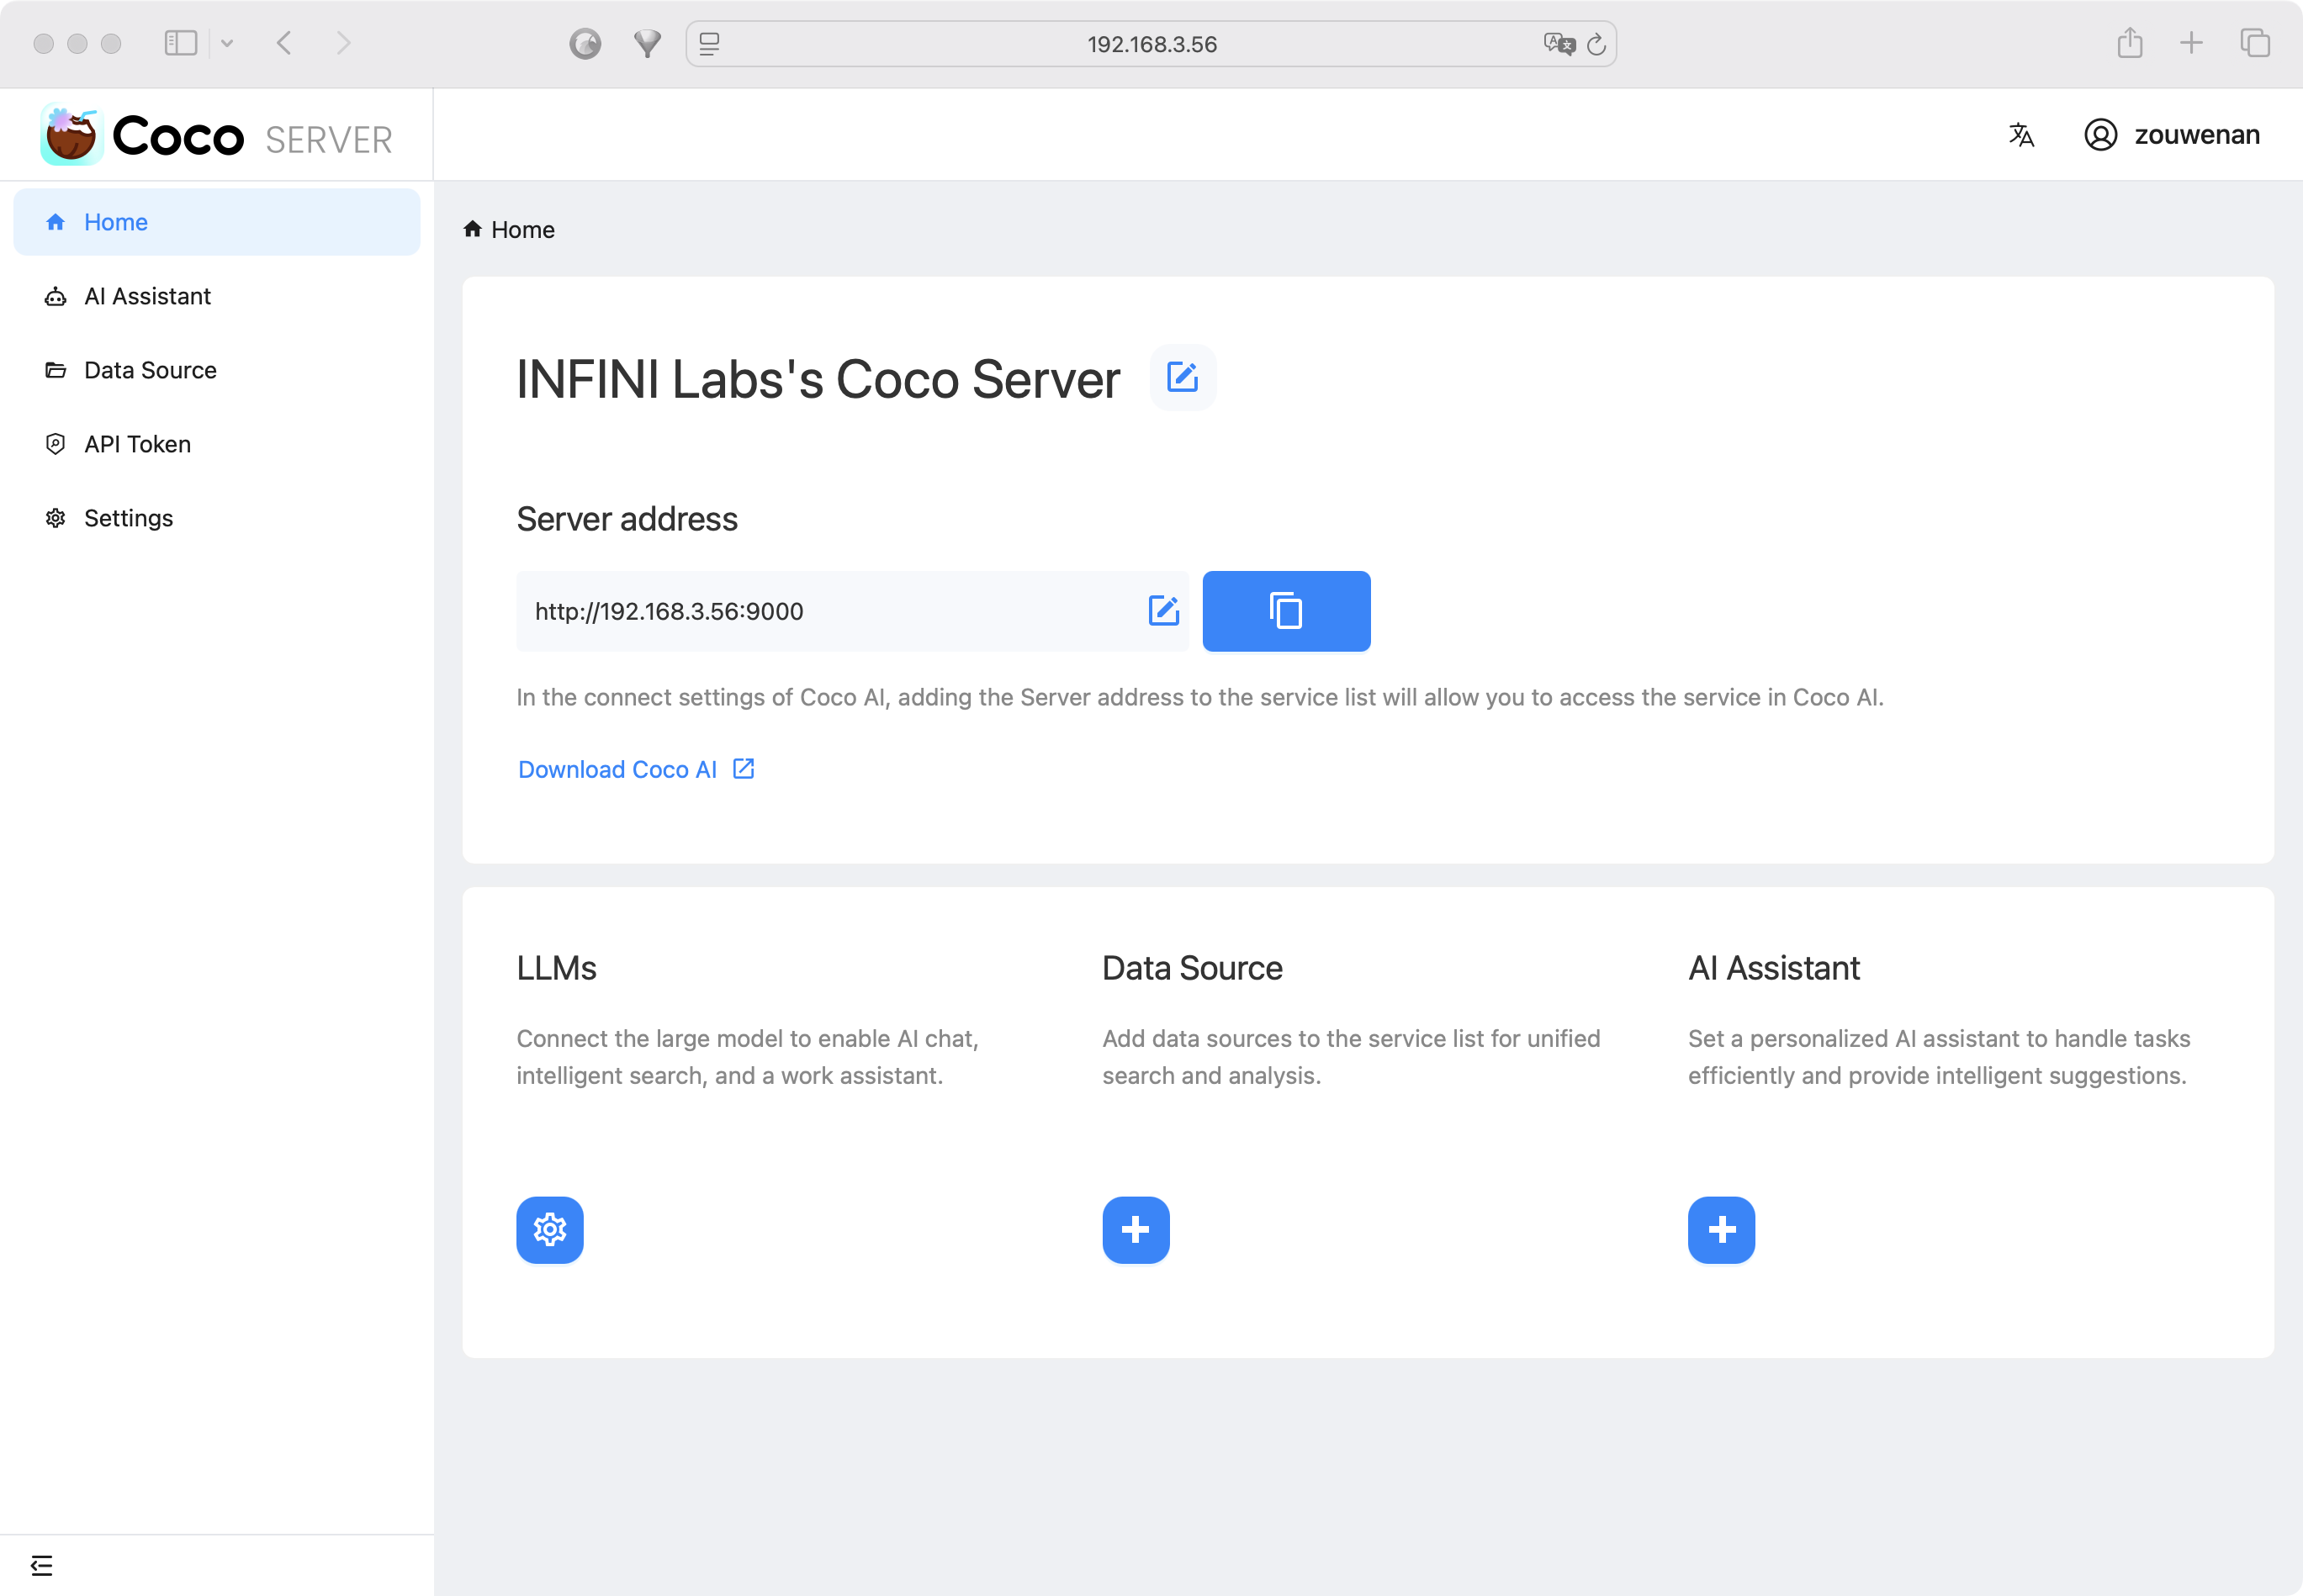 192.168.3.56
Coco SERVER
zouwenan
Home
AI Assistant
Data Source
API Token
Settings
Home
INFINI Labs's Coco Server
Server address
http://192.168.3.56:9000
In the connect settings of Coco AI, adding the Server address to the service list will allow you to access the service in Coco AI.
Download Coco AI
LLMs
Connect the large model to enable AI chat,
intelligent search, and a work assistant.
Data Source
Add data sources to the service list for unified
search and analysis.
AI Assistant
Set a personalized AI assistant to handle tasks
efficiently and provide intelligent suggestions.